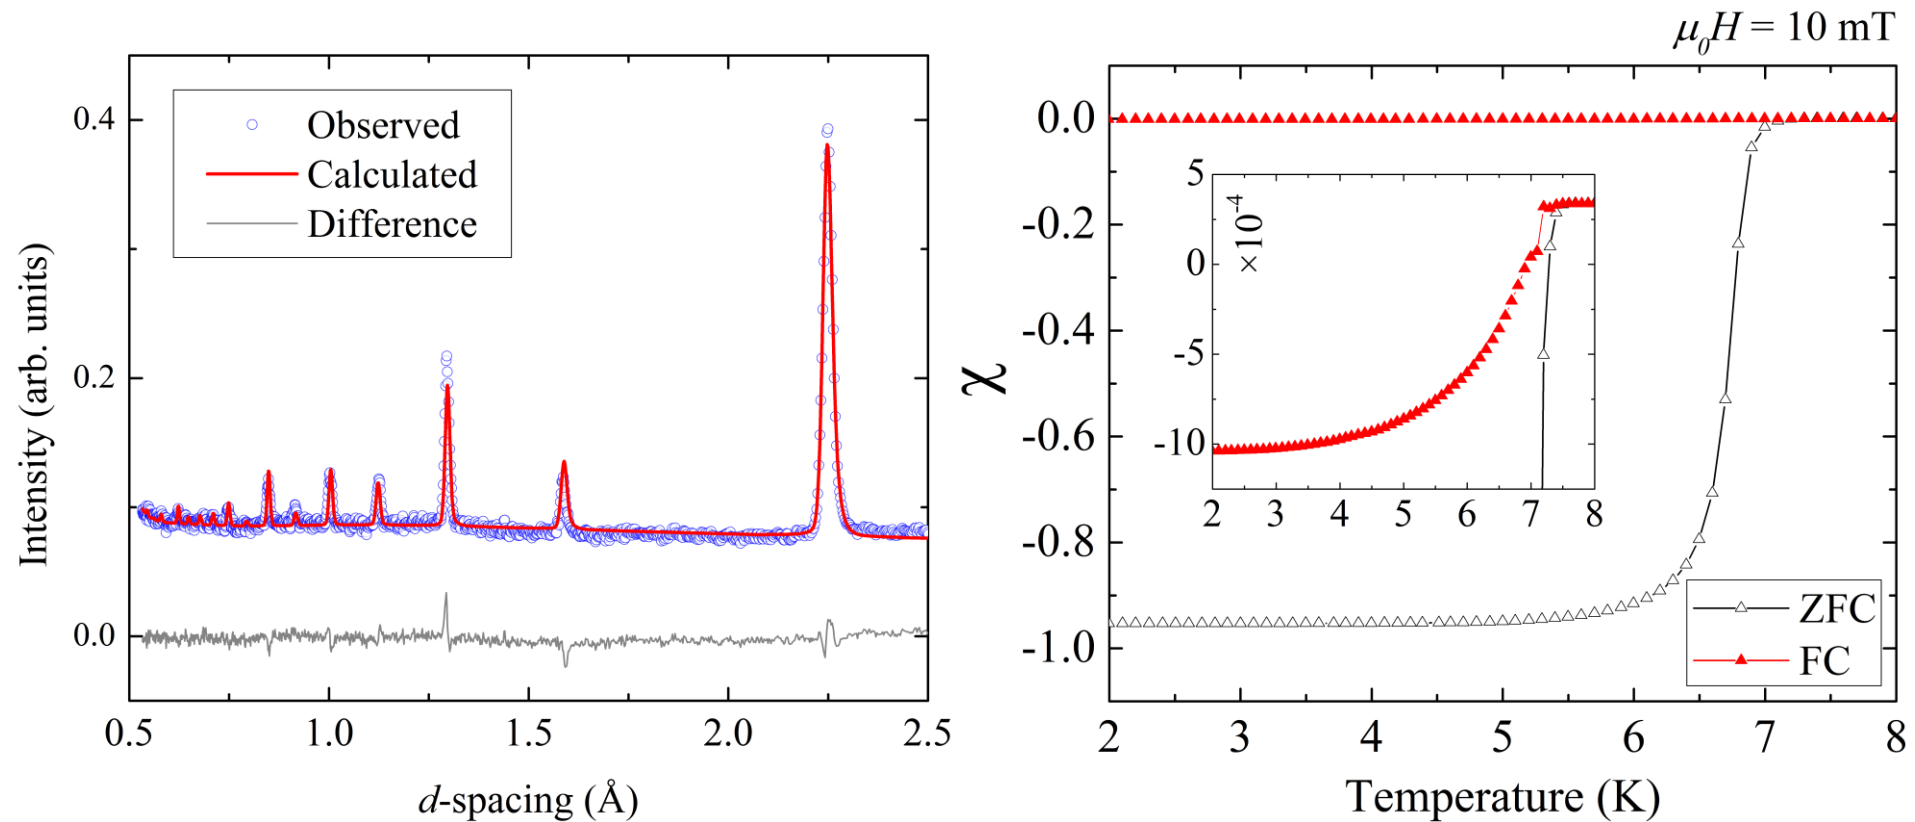 Observed
Calculated
Difference
0.4
0.2
0.0
Intensity (arb. units)
0.5 1.0 1.5 2.0 2.5
d-spacing (Å)
μ₀H = 10 mT
0.0
-0.2
-0.4
-0.6
-0.8
-1.0
χ
5
0
-5
-10
×10⁻⁴
2 3 4 5 6 7 8
ZFC
FC
2 3 4 5 6 7 8
Temperature (K)